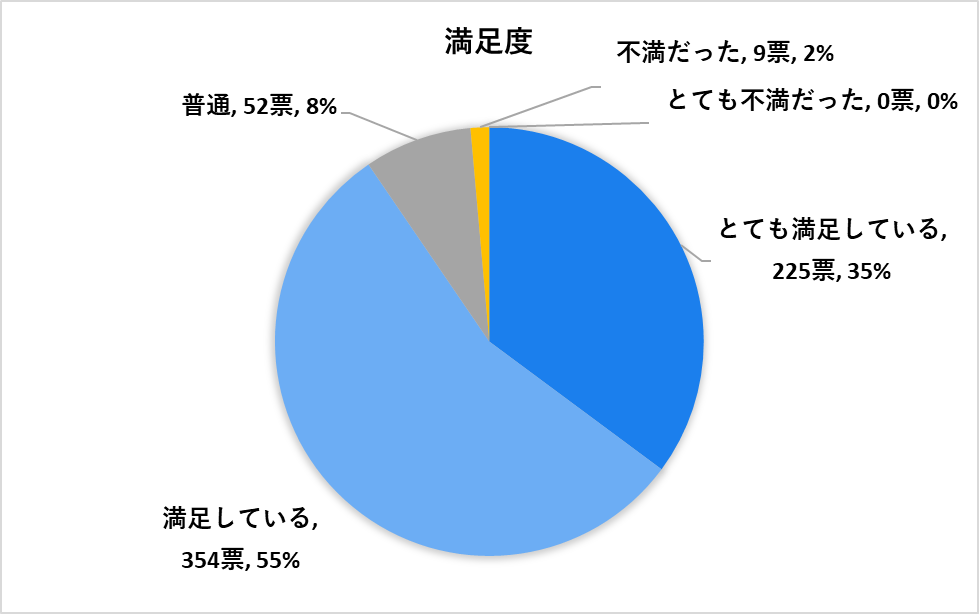 満足度
不満だった, 9票, 2%
とても不満だった, 0票, 0%
普通, 52票, 8%
とても満足している,
225票, 35%
満足している,
354票, 55%